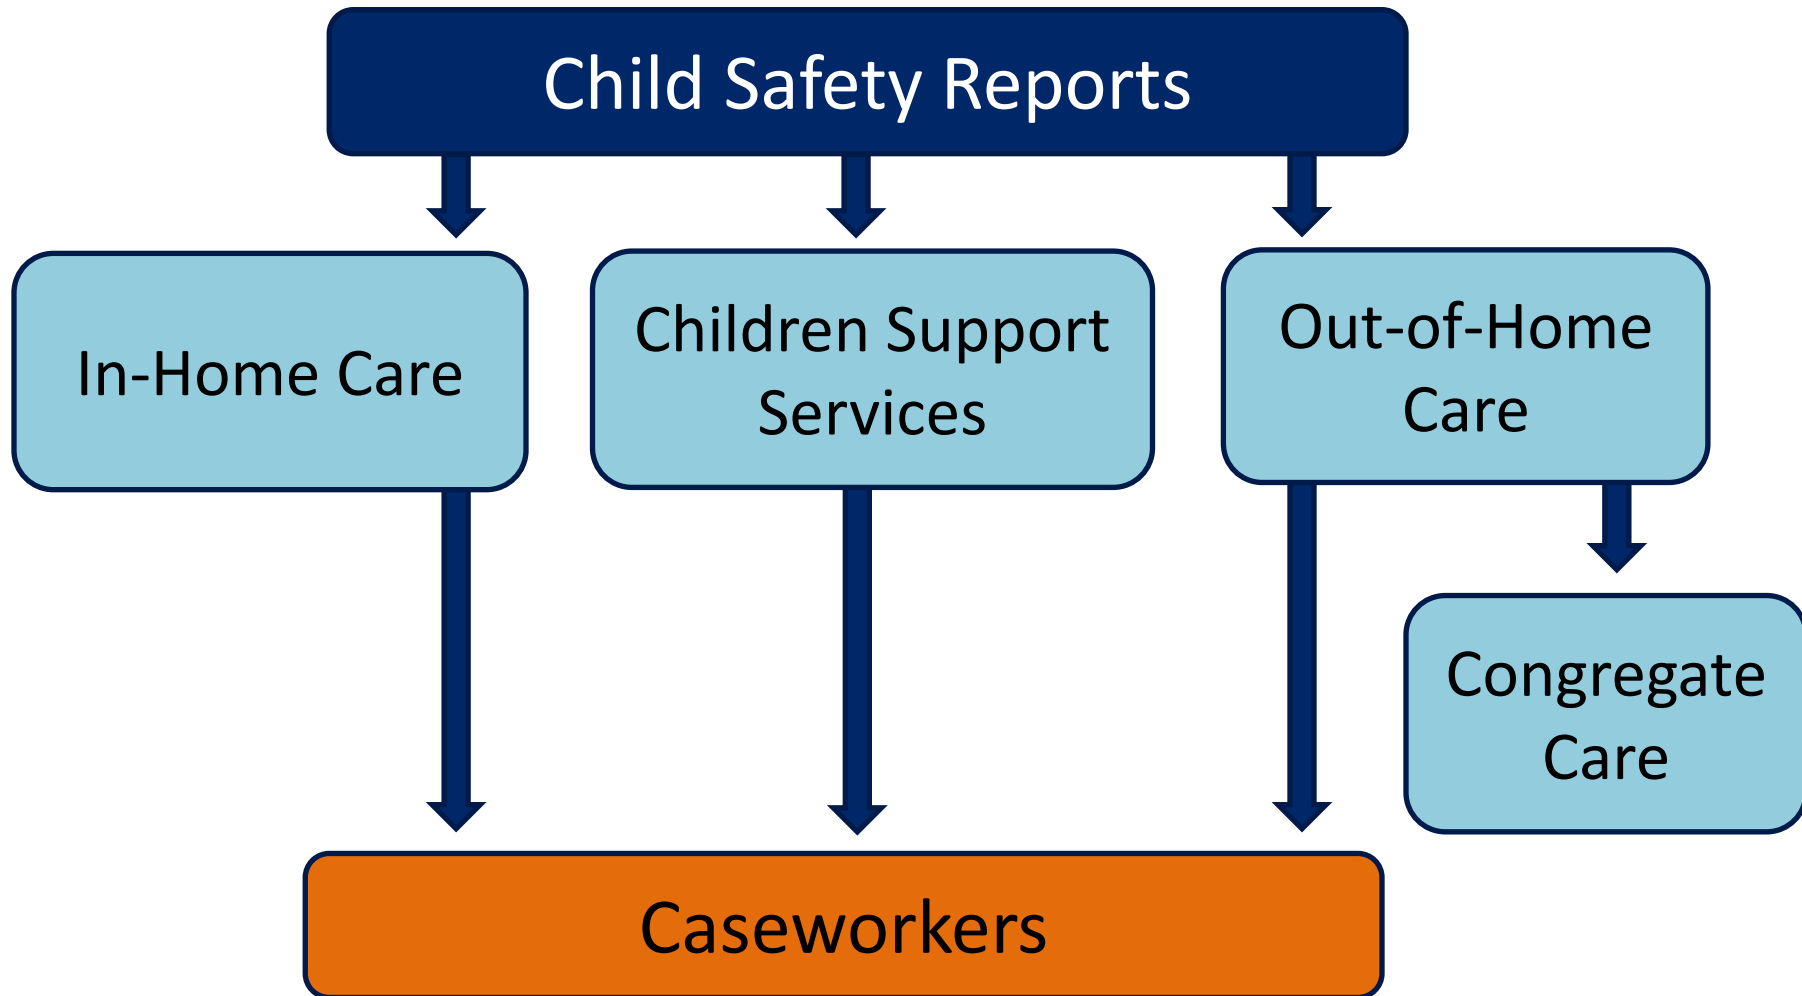 Child Safety Reports
In-Home Care
Children Support
Services
Out-of-Home
Care
Congregate
Care
Caseworkers